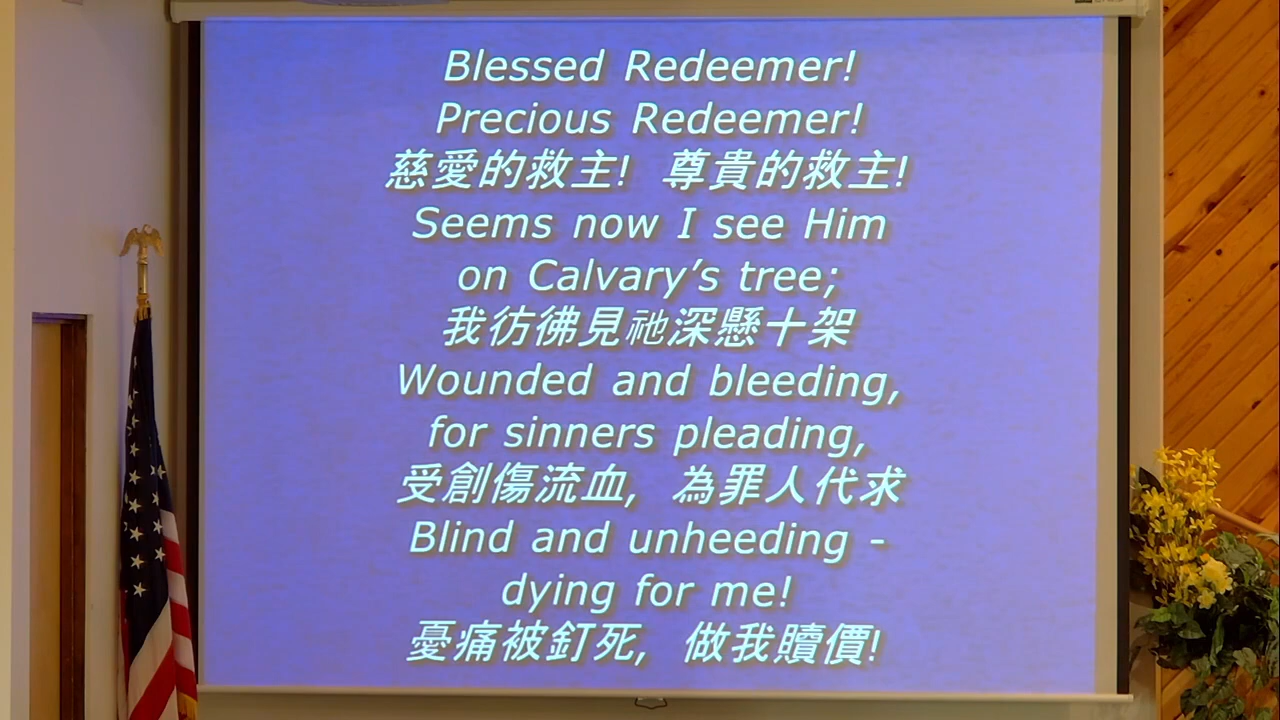 Blessed Redeemer!
Precious Redeemer!
慈愛的救主! 尊貴的救主!
Seems now I see Him
on Calvary’s tree;
我彷彿見祂深懸十架
Wounded and bleeding,
for sinners pleading,
受創傷流血, 為罪人代求
Blind and unheeding -
dying for me!
憂痛被釘死, 做我贖價!